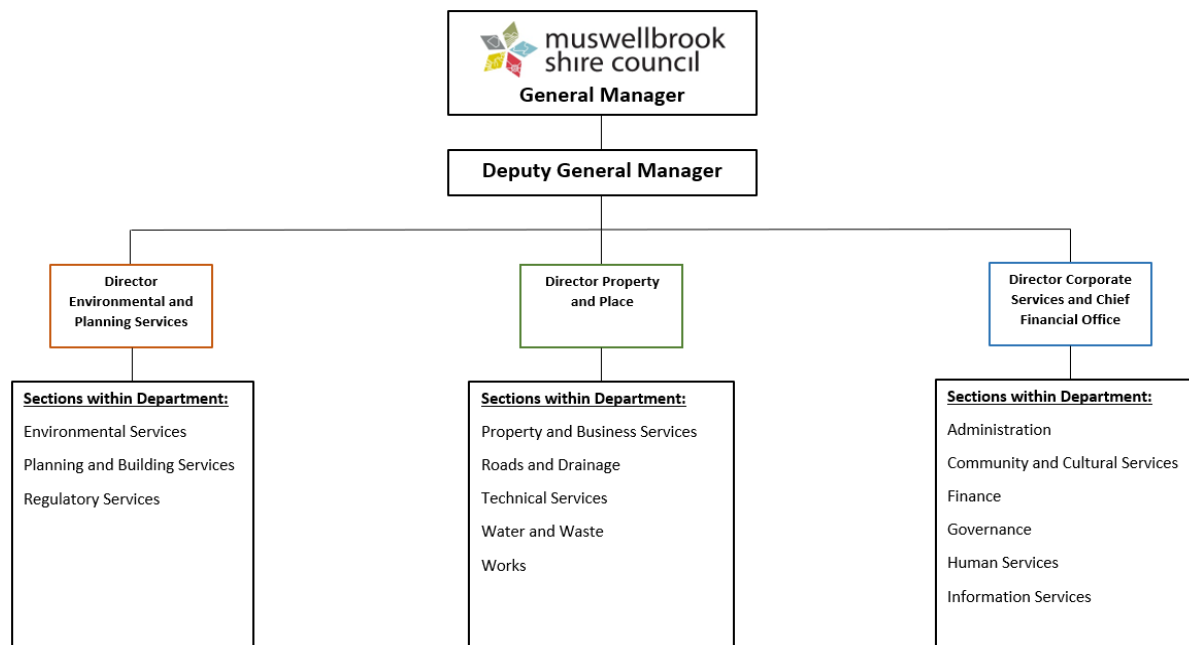 muswellbrook
shire council
General Manager
Deputy General Manager
Director
Environmental and
Planning Services
Director Property
and Place
Director Corporate
Services and Chief
Financial Office
Sections within Department:
Environmental Services
Planning and Building Services
Regulatory Services
Sections within Department:
Property and Business Services
Roads and Drainage
Technical Services
Water and Waste
Works
Sections within Department:
Administration
Community and Cultural Services
Finance
Governance
Human Services
Information Services